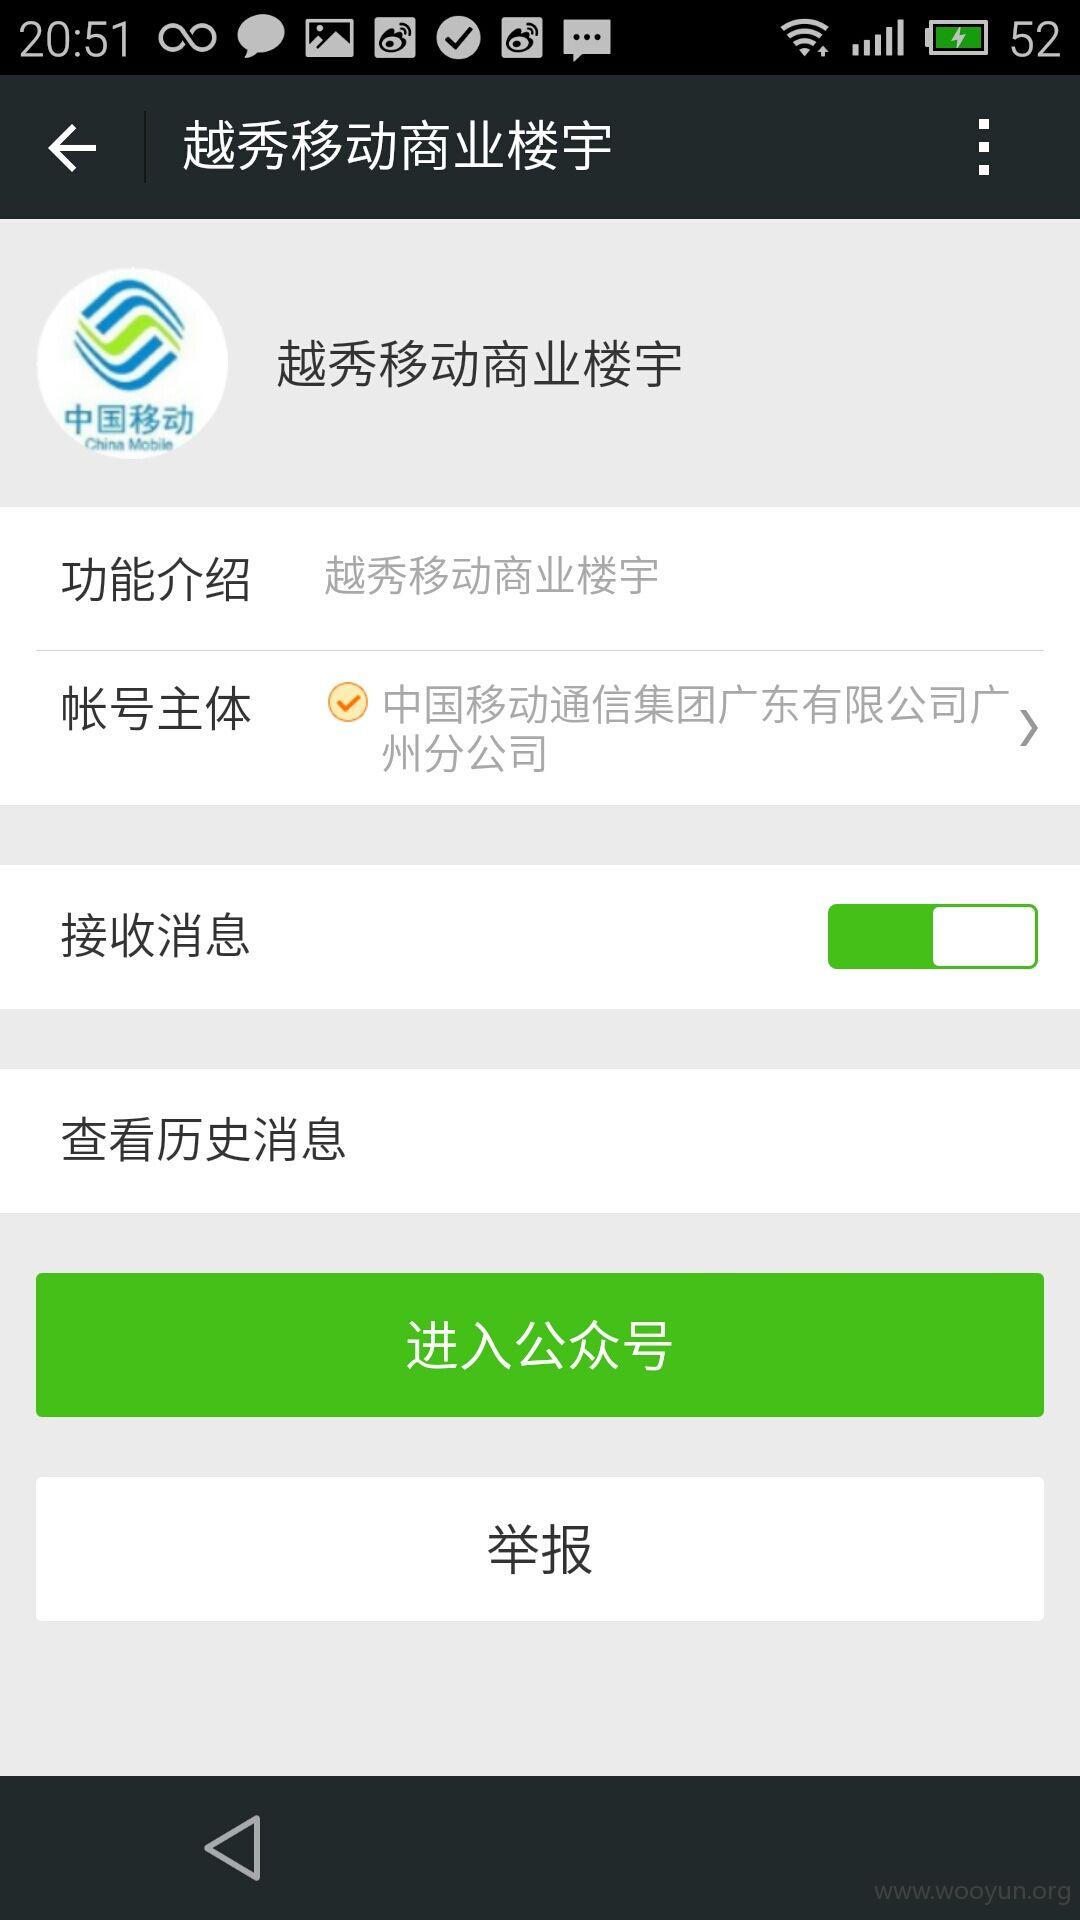 20:51
52
越秀移动商业楼宇
中国移动
China Mobile
越秀移动商业楼宇
功能介绍 越秀移动商业楼宇
帐号主体 中国移动通信集团广东有限公司广
州分公司
接收消息
查看历史消息
进入公众号
举报
www.wooyun.org